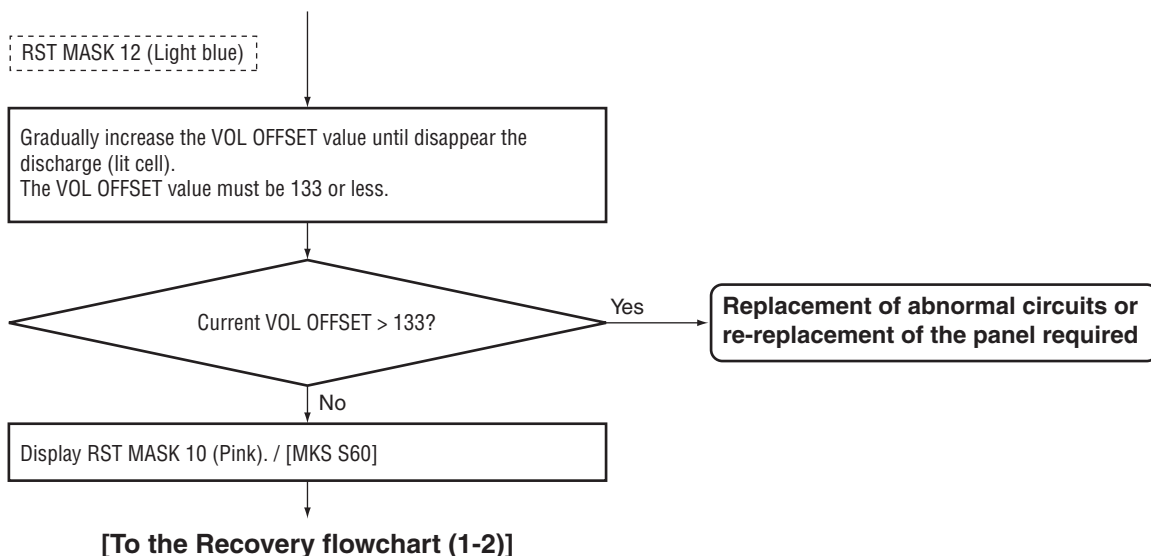 RST MASK 12 (Light blue)
Gradually increase the VOL OFFSET value until disappear the
discharge (lit cell).
The VOL OFFSET value must be 133 or less.
Current VOL OFFSET > 133?
Yes
Replacement of abnormal circuits or
re-replacement of the panel required
No
Display RST MASK 10 (Pink). / [MKS S60]
[To the Recovery flowchart (1-2)]